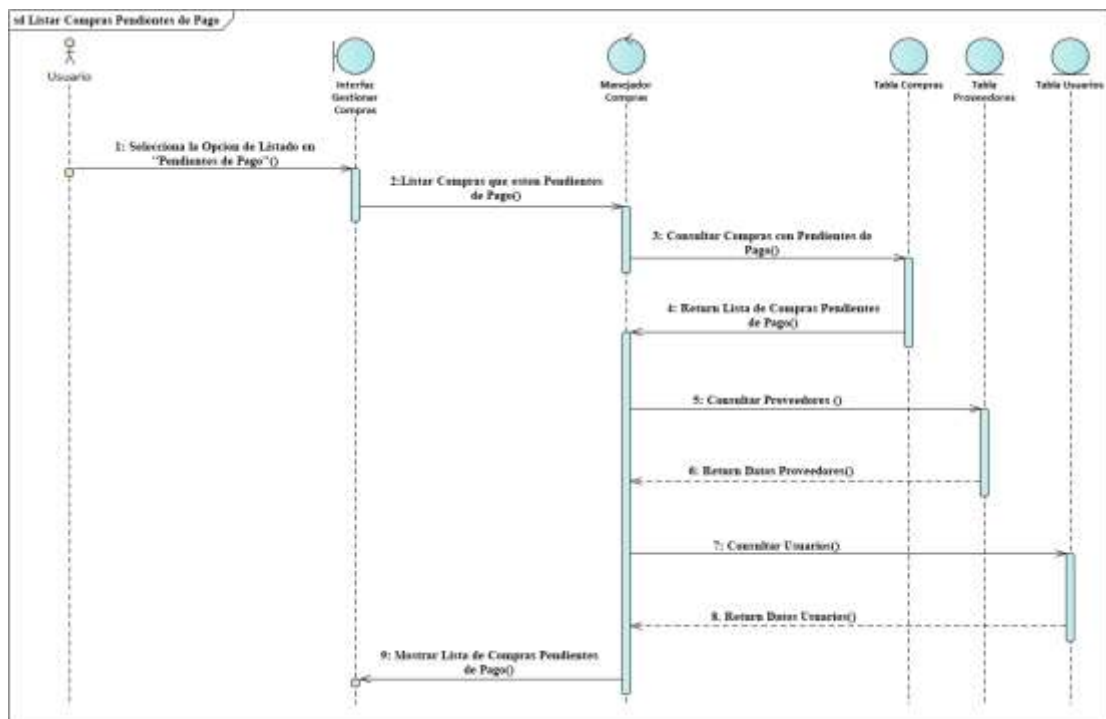 sd Listar Compras Pendientes de Pago
Usuario
Interfaz
Gestionar
Compras
Manejador
Compras
Tabla Compras
Tabla
Proveedores
Tabla Usuarios
1: Selecciona la Opcion de Listado en
"Pendientes de Pago"()
2:Listar Compras que esten Pendientes
de Pago()
3: Consultar Compras con Pendientes de
Pago()
4: Return Lista de Compras Pendientes
de Pago()
5: Consultar Proveedores ()
6: Return Datos Proveedores()
7: Consultar Usuarios()
8. Return Datos Usuarios()
9: Mostrar Lista de Compras Pendientes
de Pago()